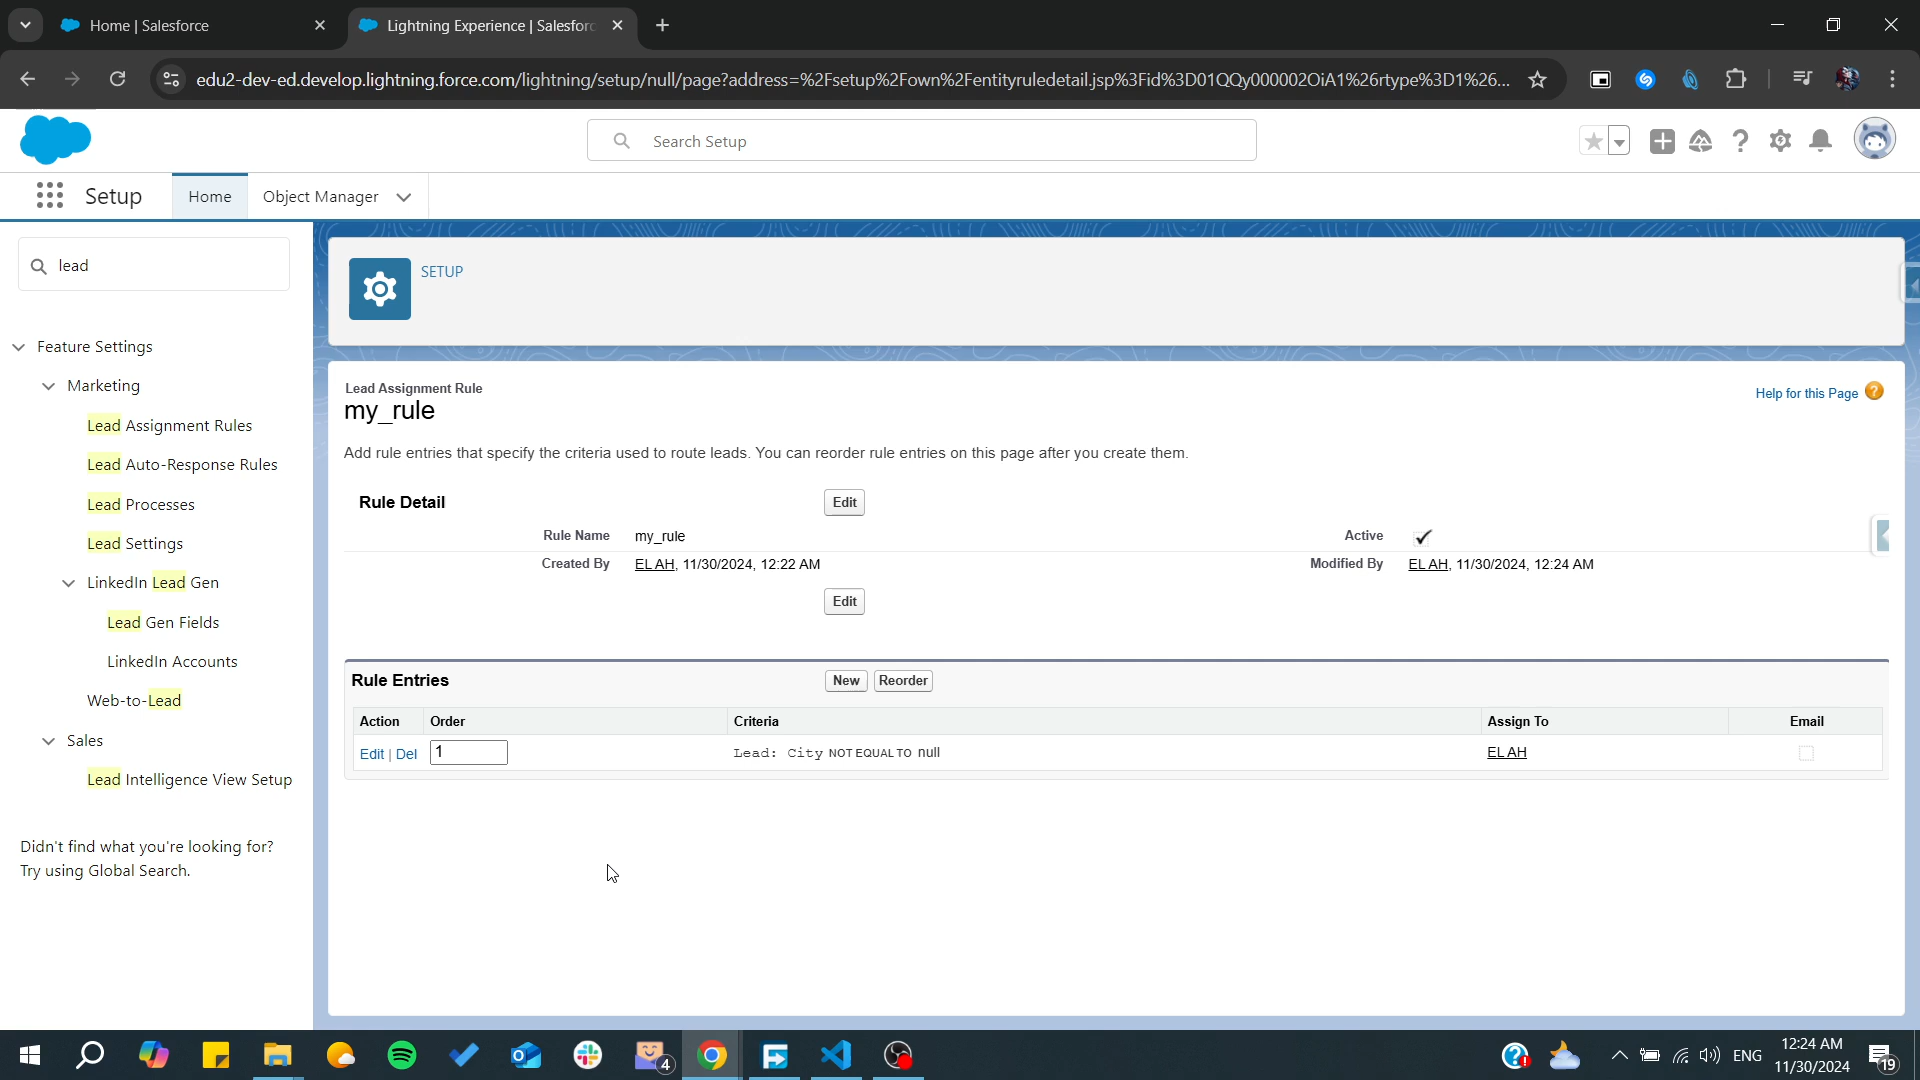 Home | Salesforce
Lightning Experience | Salesforc
edu2-dev-ed.develop.lightning.force.com/lightning/setup/null/page?address=%2Fsetup%2Fown%2Fentityruledetail.jsp%3Fid%3D01QQy000002OiA1%26rtype%3D1%26...
Search Setup
Setup
Home
Object Manager
lead
SETUP
Feature Settings
Marketing
Lead Assignment Rules
Lead Auto-Response Rules
Lead Processes
Lead Settings
LinkedIn Lead Gen
Lead Gen Fields
LinkedIn Accounts
Web-to-Lead
Sales
Lead Intelligence View Setup
Didn't find what you're looking for?
Try using Global Search.
Lead Assignment Rule
my_rule
Help for this Page ?
Add rule entries that specify the criteria used to route leads. You can reorder rule entries on this page after you create them.
Rule Detail Edit
Rule Name my_rule Active
Created By EL AH, 11/30/2024, 12:22 AM Modified By EL AH, 11/30/2024, 12:24 AM
Edit
Rule Entries New Reorder
Action Order Criteria Assign To Email
Edit | Del 1 Lead: City NOT EQUAL TO null EL AH
4
ENG
12:24 AM
11/30/2024
19